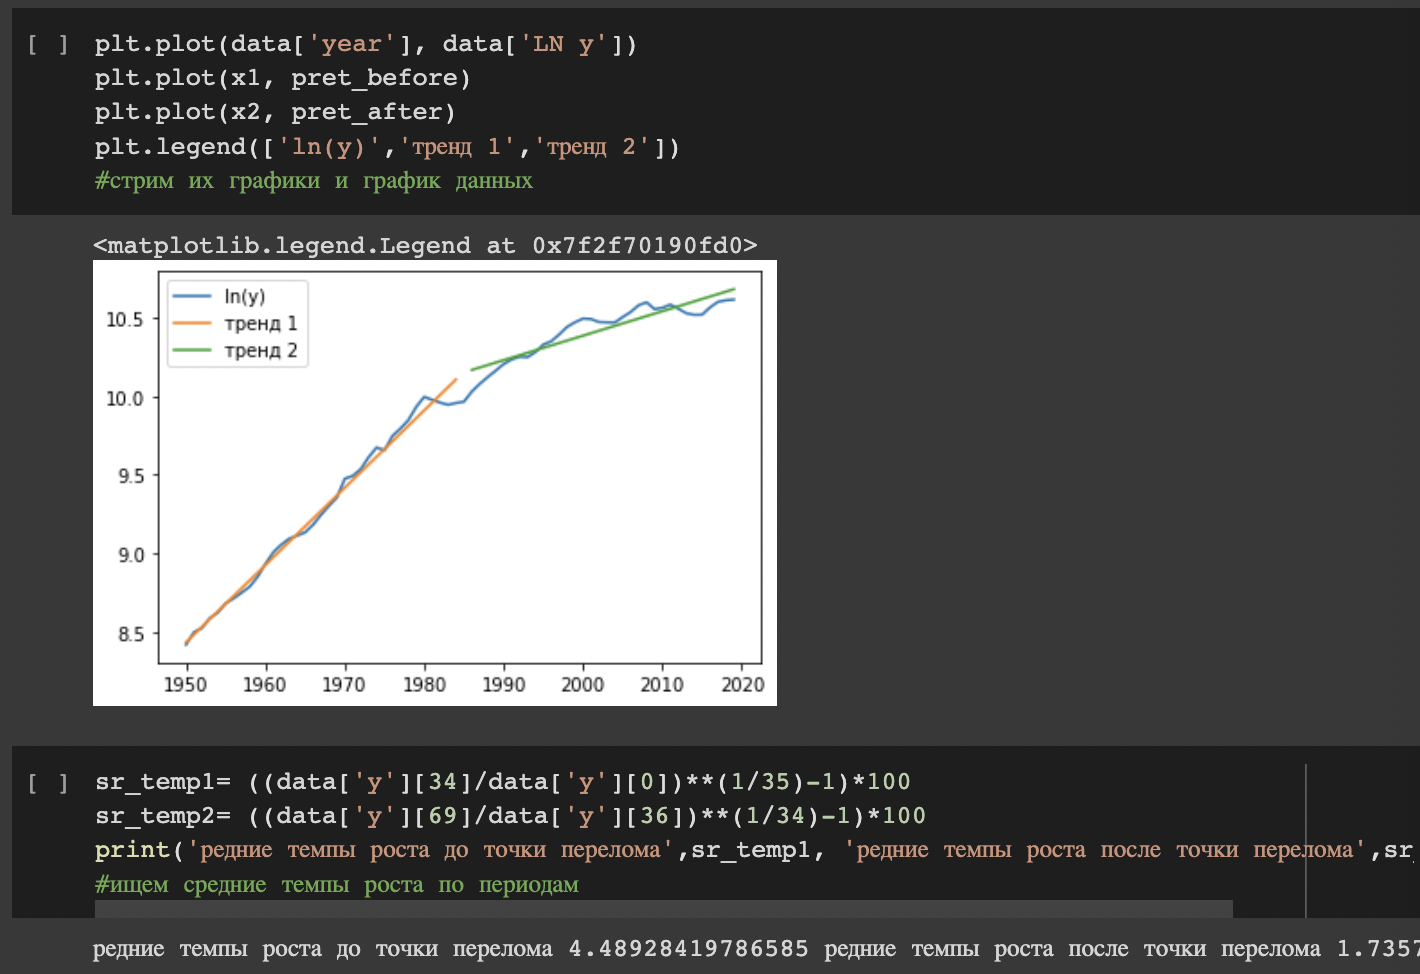 [ ] plt.plot(data['year'], data['LN y'])
plt.plot(x1, pret_before)
plt.plot(x2, pret_after)
plt.legend(['ln(y)','тренд 1','тренд 2'])
#стрим их графики и график данных
<matplotlib.legend.Legend at 0x7f2f70190fd0>
ln(y)
тренд 1
тренд 2
10.5
10.0
9.5
9.0
8.5
1950 1960 1970 1980 1990 2000 2010 2020
[ ] sr_temp1= ((data['y'][34]/data['y'][0])**(1/35)-1)*100
sr_temp2= ((data['y'][69]/data['y'][36])**(1/34)-1)*100
print('редние темпы роста до точки перелома',sr_temp1, 'редние темпы роста после точки перелома',sr_
#ищем средние темпы роста по периодам
редние темпы роста до точки перелома 4.48928419786585 редние темпы роста после точки перелома 1.7357